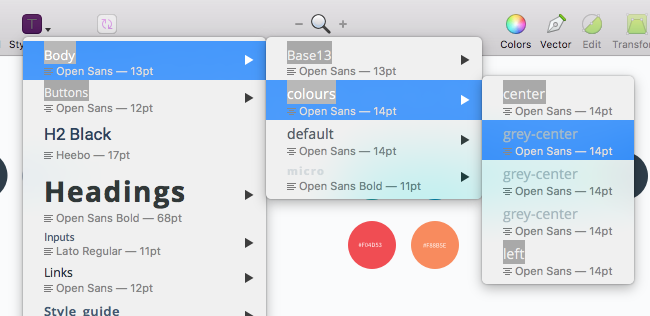 T
Sty
Colors
Vector
Edit
Transfor
Body
Open Sans — 13pt
Buttons
Open Sans — 12pt
H2 Black
Heebo — 17pt
Headings
Open Sans Bold — 68pt
Inputs
Lato Regular — 11pt
Links
Open Sans — 12pt
Style guide
Base13
Open Sans — 13pt
colours
Open Sans — 14pt
default
Open Sans — 14pt
micro
Open Sans Bold — 11pt
center
Open Sans — 14pt
grey-center
Open Sans — 14pt
grey-center
Open Sans — 14pt
grey-center
Open Sans — 14pt
left
Open Sans — 14pt